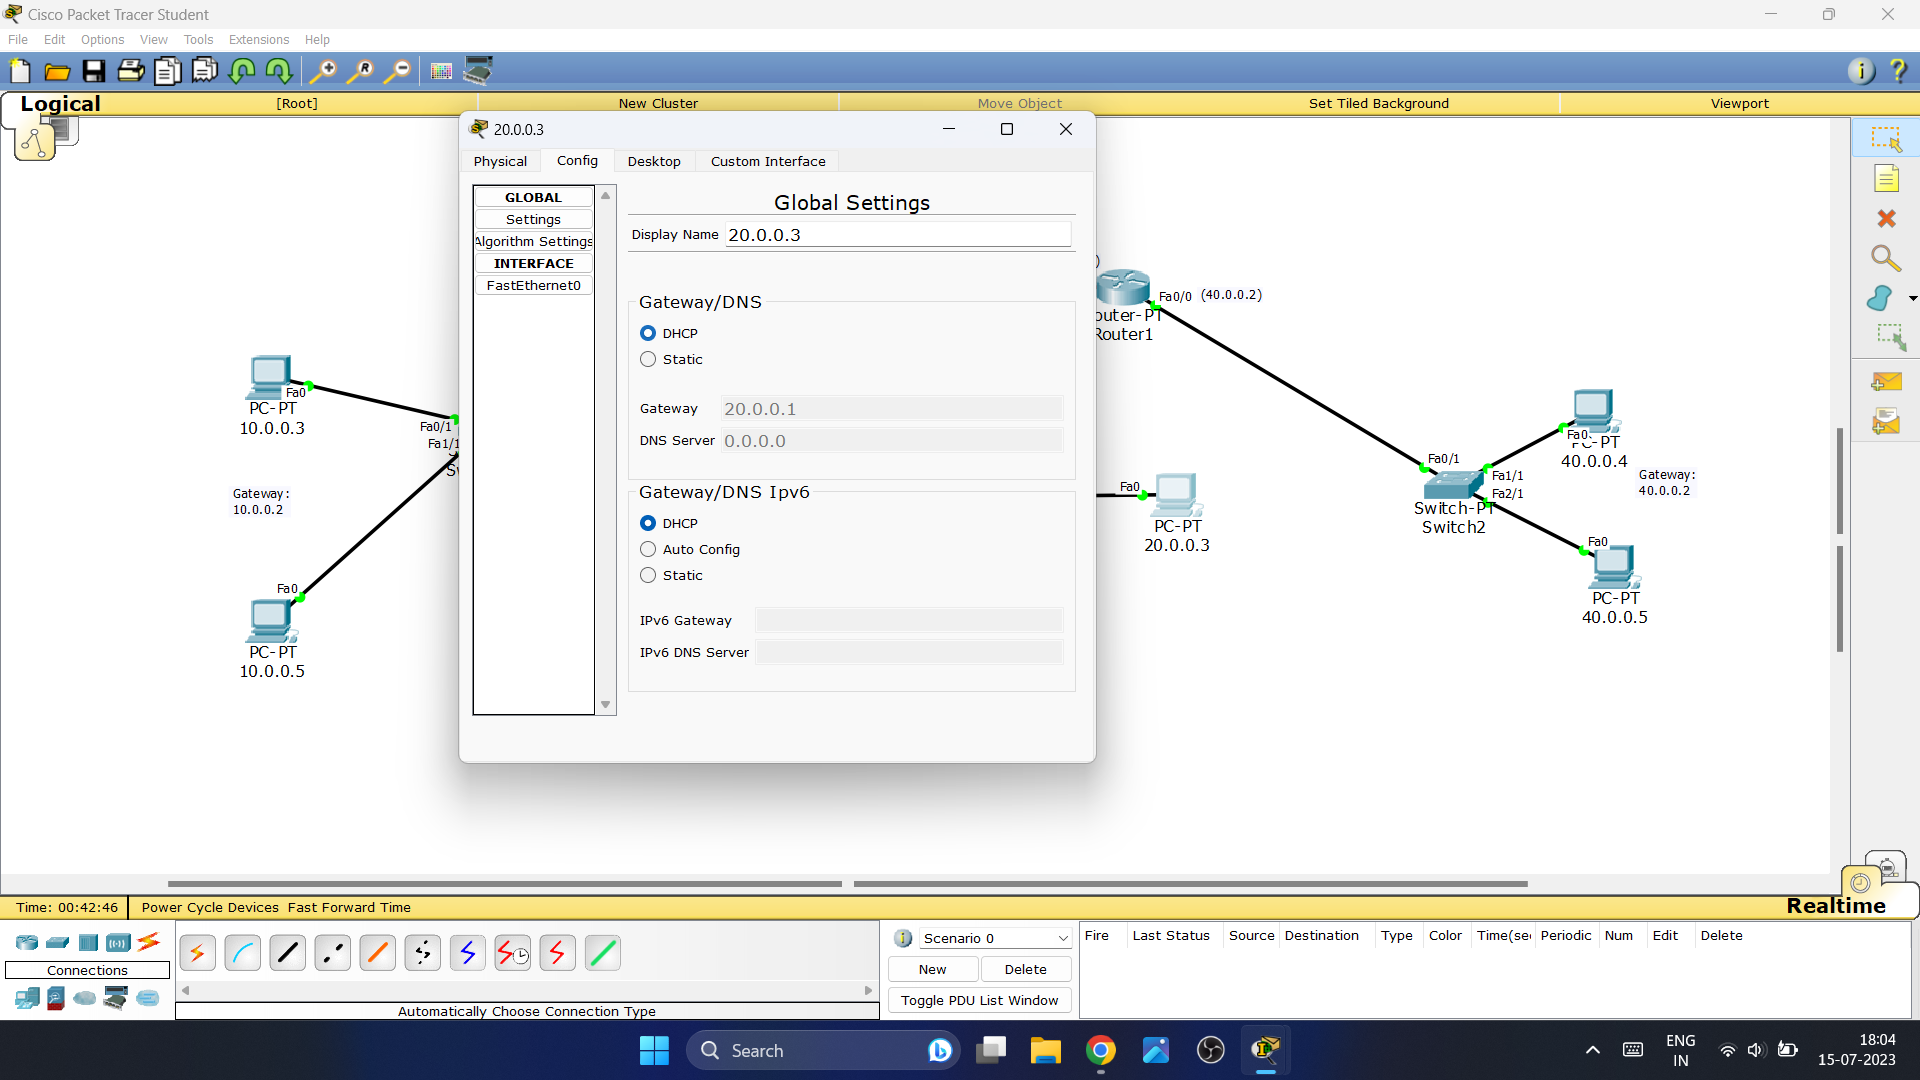 Cisco Packet Tracer Student
File Edit Options View Tools Extensions Help
Logical [Root] New Cluster Move Object Set Tiled Background Viewport
20.0.0.3
Physical Config Desktop Custom Interface
GLOBAL
Settings
Algorithm Settings
INTERFACE
FastEthernet0
Global Settings
Display Name 20.0.0.3
Gateway/DNS
DHCP
Static
Gateway 20.0.0.1
DNS Server 0.0.0.0
Gateway/DNS Ipv6
DHCP
Auto Config
Static
IPv6 Gateway
IPv6 DNS Server
Fa0
PC-PT
10.0.0.3
Fa0/1
Fa1/1
S
Gateway:
10.0.0.2
Fa0
PC-PT
10.0.0.5
)
Fa0/0 (40.0.0.2)
outer-PT
Router1
Fa0
PC-PT
20.0.0.3
Fa0/1
Fa1/1
Fa2/1
Switch-PT
Switch2
Fa0
PC-PT
40.0.0.4
Gateway:
40.0.0.2
Fa0
PC-PT
40.0.0.5
Time: 00:42:46 Power Cycle Devices Fast Forward Time
Realtime
Connections
Automatically Choose Connection Type
Scenario 0
New Delete
Toggle PDU List Window
Fire Last Status Source Destination Type Color Time(sec Periodic Num Edit Delete
Search
ENG
IN
18:04
15-07-2023